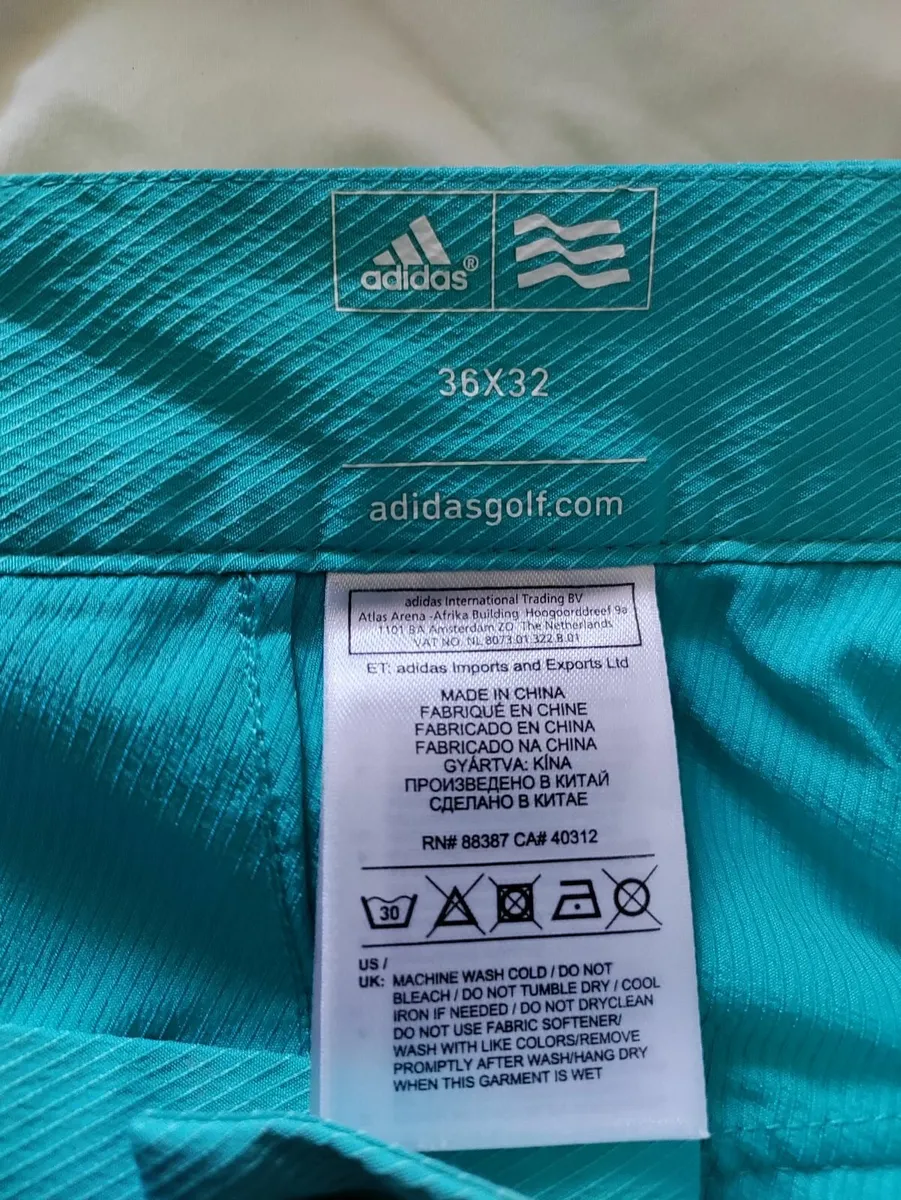 adidas®
36X32
adidasgolf.com
adidas International Trading BV
Atlas Arena -Afrika Building Hoogoorddreef 9a
1101 BA Amsterdam ZO The Netherlands
VAT NO. NL 8073.01.322.B.01
ET: adidas Imports and Exports Ltd
MADE IN CHINA
FABRIQUÉ EN CHINE
FABRICADO EN CHINA
FABRICADO NA CHINA
GYÁRTVA: KÍNA
ПРОИЗВЕДЕНО В КИТАЙ
СДЕЛАНО В КИТАЕ
RN# 88387 CA# 40312
30
US /
UK: MACHINE WASH COLD / DO NOT
BLEACH / DO NOT TUMBLE DRY / COOL
IRON IF NEEDED / DO NOT DRYCLEAN
DO NOT USE FABRIC SOFTENER/
WASH WITH LIKE COLORS/REMOVE
PROMPTLY AFTER WASH/HANG DRY
WHEN THIS GARMENT IS WET